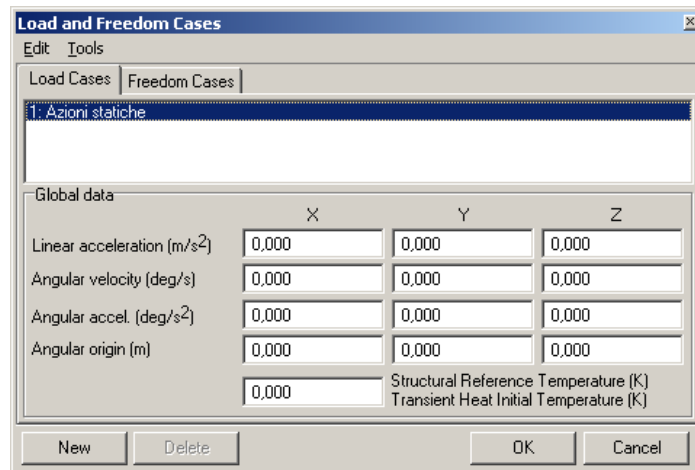 Load and Freedom Cases
Edit Tools
Load Cases Freedom Cases
1: Azioni statiche
Global data
X Y Z
Linear acceleration (m/s2) 0,000 0,000 0,000
Angular velocity (deg/s) 0,000 0,000 0,000
Angular accel. (deg/s2) 0,000 0,000 0,000
Angular origin (m) 0,000 0,000 0,000
0,000 Structural Reference Temperature (K)
Transient Heat Initial Temperature (K)
New Delete OK Cancel